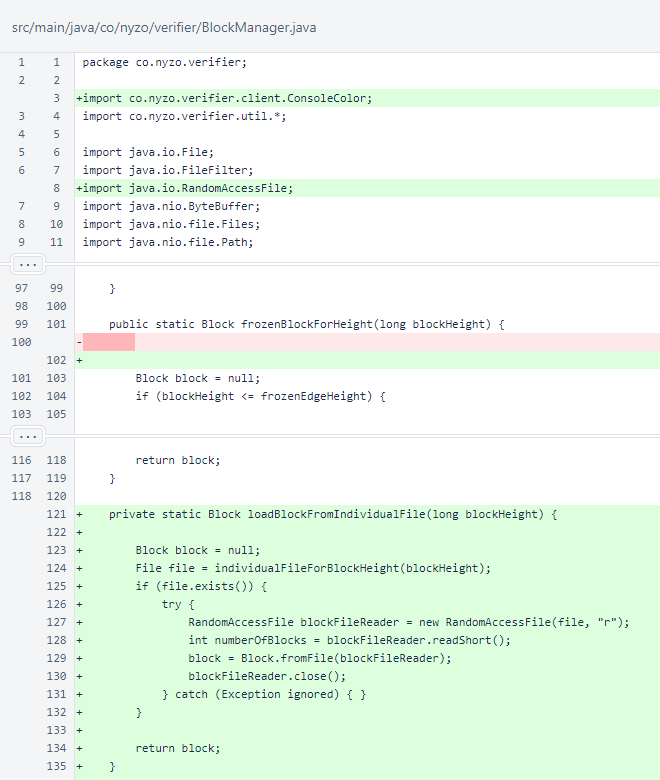 src/main/java/co/nyzo/verifier/BlockManager.java
1 1 package co.nyzo.verifier;
2 2
3 +import co.nyzo.verifier.client.ConsoleColor;
3 4 import co.nyzo.verifier.util.*;
4 5
5 6 import java.io.File;
6 7 import java.io.FileFilter;
8 +import java.io.RandomAccessFile;
7 9 import java.nio.ByteBuffer;
8 10 import java.nio.file.Files;
9 11 import java.nio.file.Path;
...
97 99 }
98 100
99 101 public static Block frozenBlockForHeight(long blockHeight) {
100 -
102 +
101 103 Block block = null;
102 104 if (blockHeight <= frozenEdgeHeight) {
103 105
...
116 118 return block;
117 119 }
118 120
121 + private static Block loadBlockFromIndividualFile(long blockHeight) {
122 +
123 + Block block = null;
124 + File file = individualFileForBlockHeight(blockHeight);
125 + if (file.exists()) {
126 + try {
127 + RandomAccessFile blockFileReader = new RandomAccessFile(file, "r");
128 + int numberOfBlocks = blockFileReader.readShort();
129 + block = Block.fromFile(blockFileReader);
130 + blockFileReader.close();
131 + } catch (Exception ignored) { }
132 + }
133 +
134 + return block;
135 + }